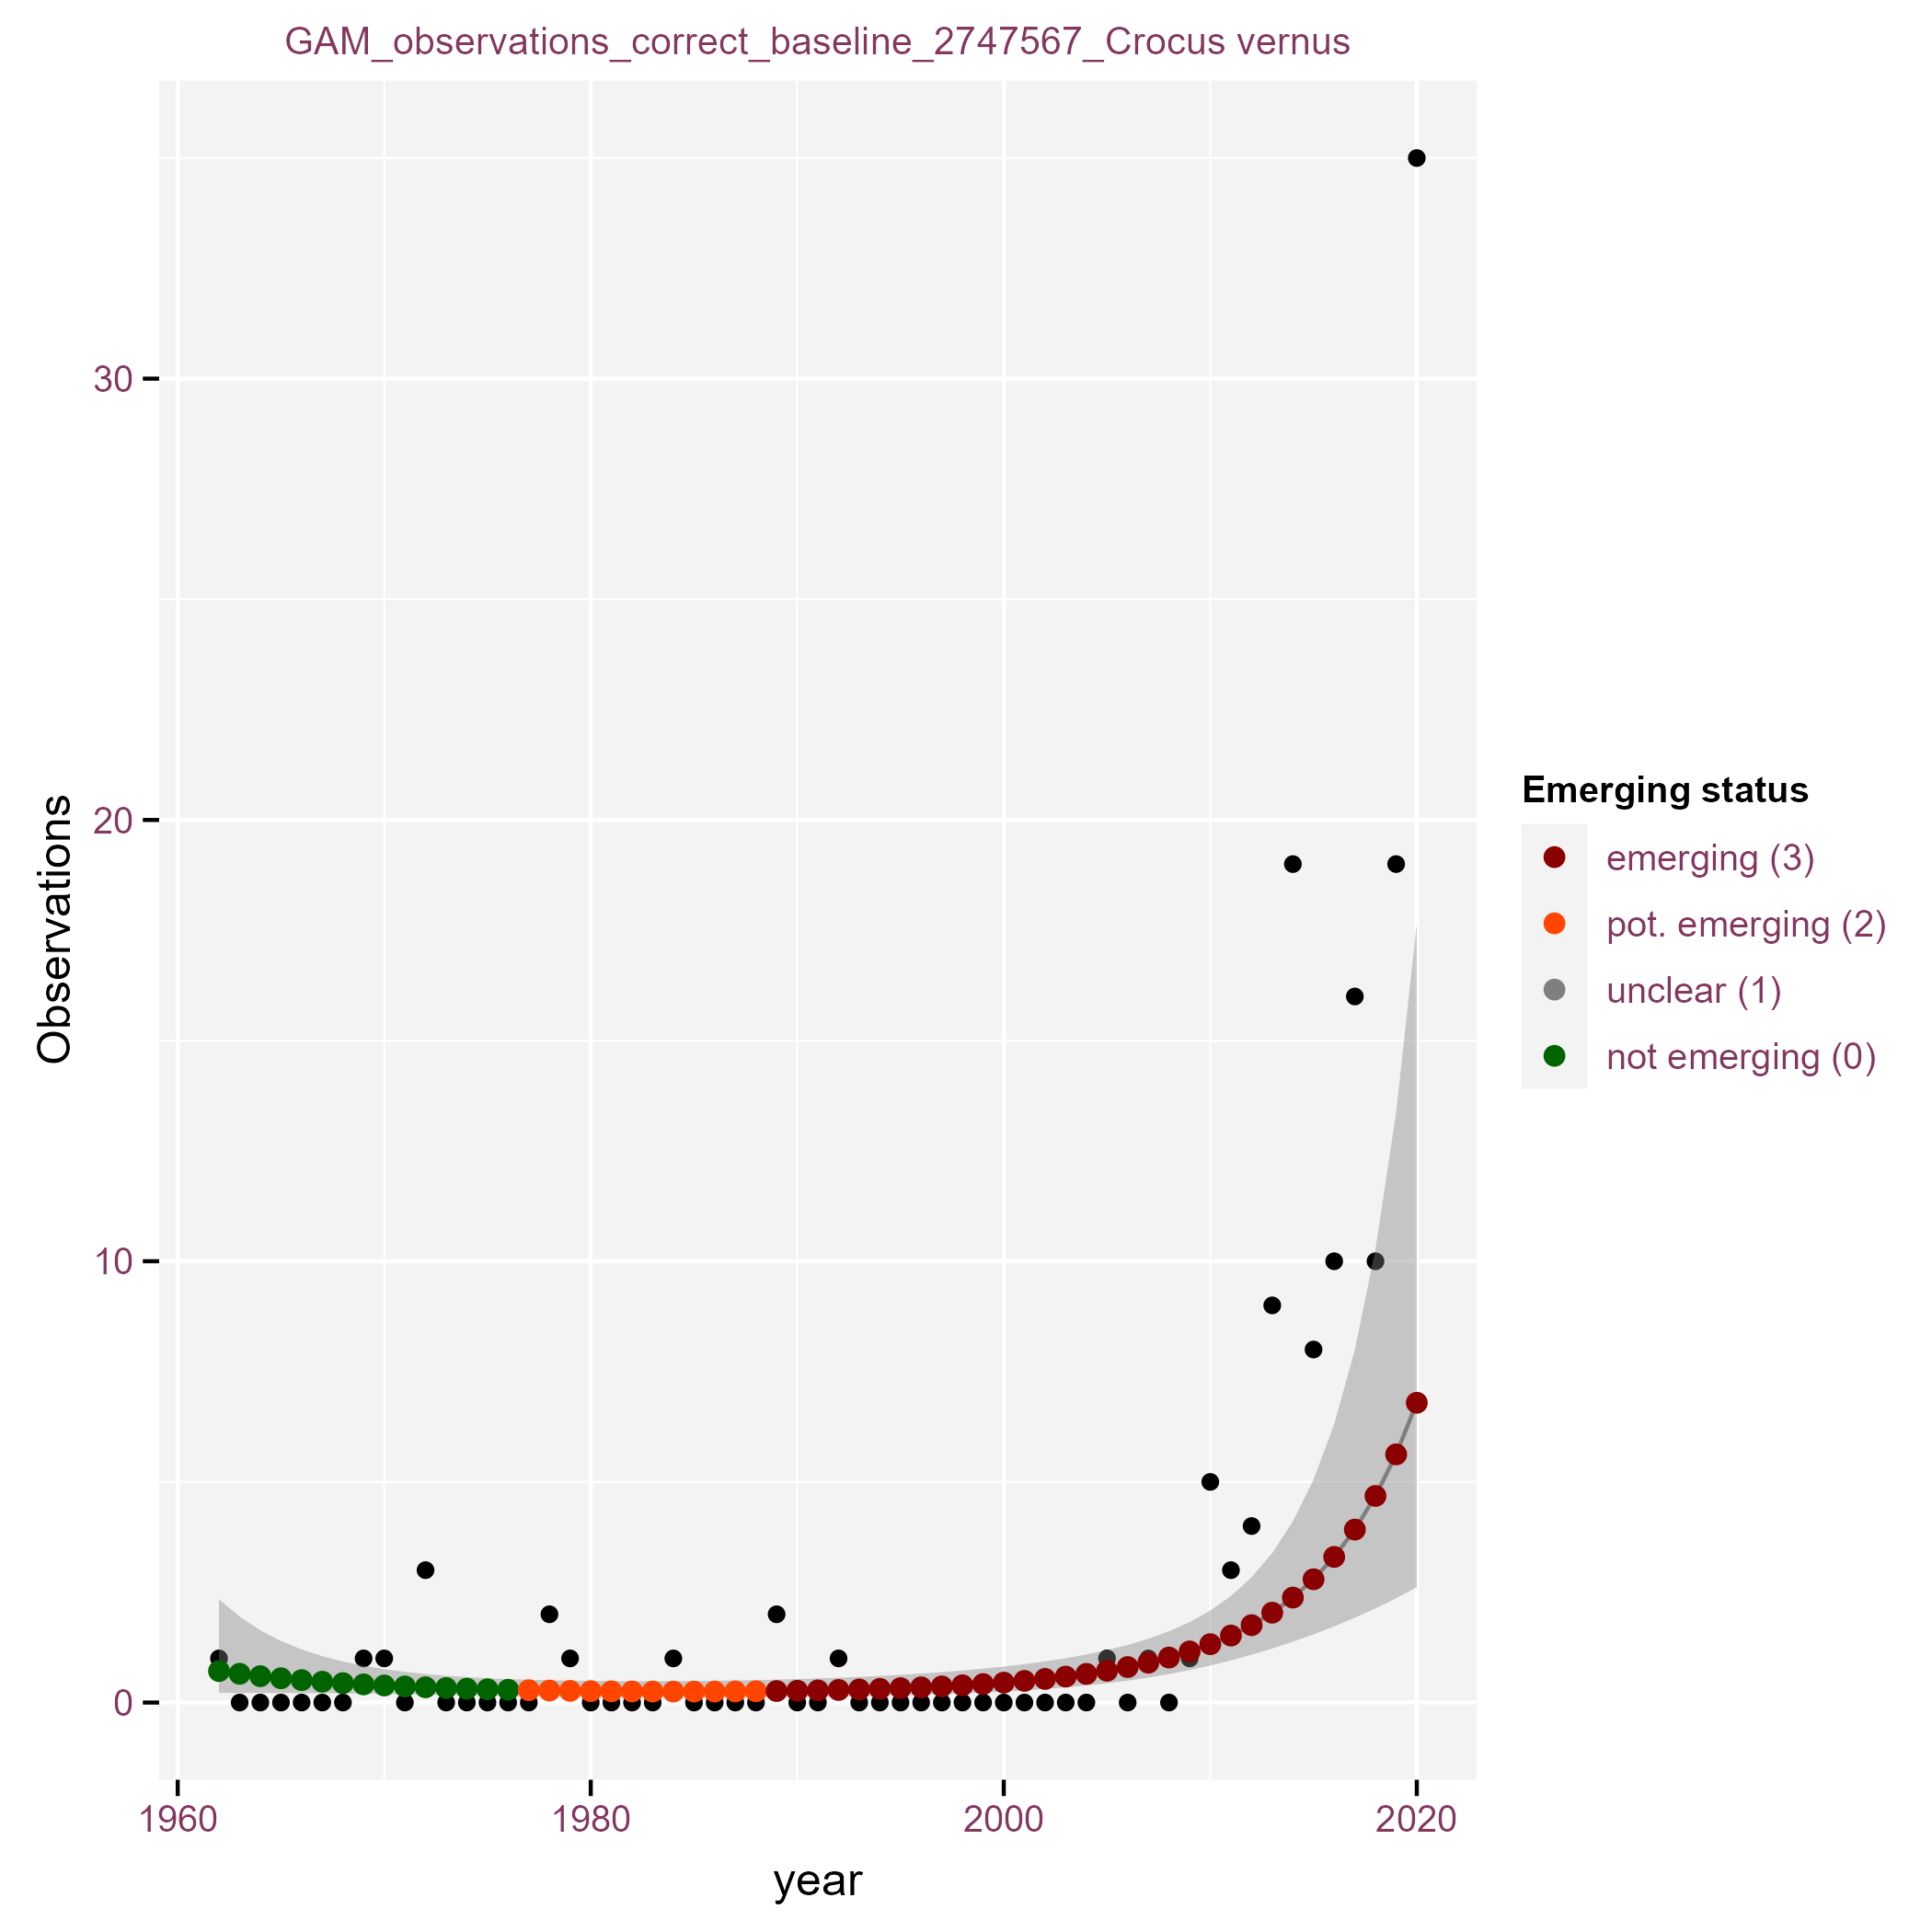 GAM_observations_correct_baseline_2747567_Crocus vernus
Observations
30
20
10
0
1960 1980 2000 2020
year
Emerging status
emerging (3)
pot. emerging (2)
unclear (1)
not emerging (0)